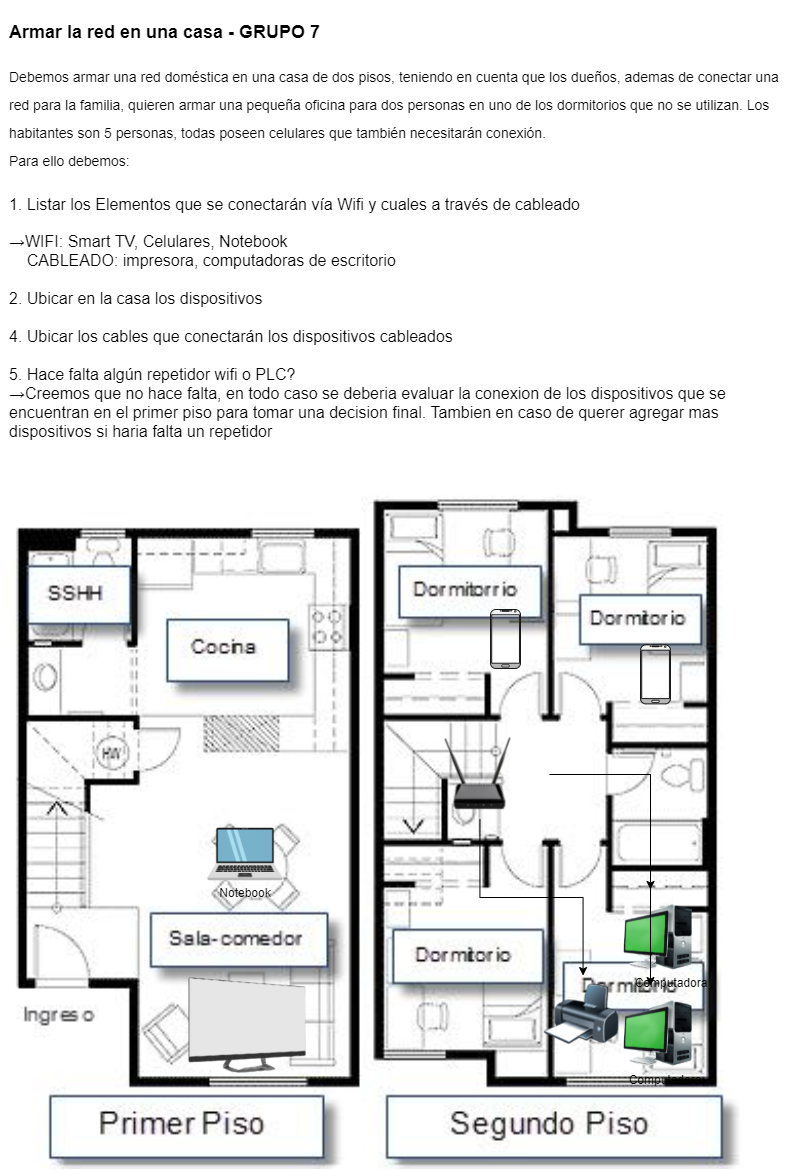 Armar la red en una casa - GRUPO 7
Debemos armar una red doméstica en una casa de dos pisos, teniendo en cuenta que los dueños, ademas de conectar una
red para la familia, quieren armar una pequeña oficina para dos personas en uno de los dormitorios que no se utilizan. Los
habitantes son 5 personas, todas poseen celulares que también necesitarán conexión.
Para ello debemos:
1. Listar los Elementos que se conectarán vía Wifi y cuales a través de cableado
→WIFI: Smart TV, Celulares, Notebook
CABLEADO: impresora, computadoras de escritorio
2. Ubicar en la casa los dispositivos
4. Ubicar los cables que conectarán los dispositivos cableados
5. Hace falta algún repetidor wifi o PLC?
→Creemos que no hace falta, en todo caso se deberia evaluar la conexion de los dispositivos que se
encuentran en el primer piso para tomar una decision final. Tambien en caso de querer agregar mas
dispositivos si haria falta un repetidor
SSHH
Cocina
HW
Notebook
Sala-comedor
Ingreso
Primer Piso
Dormitorrio
Dormitorio
Dormitorio
Dormitorio
Computadora
Computadora
Segundo Piso